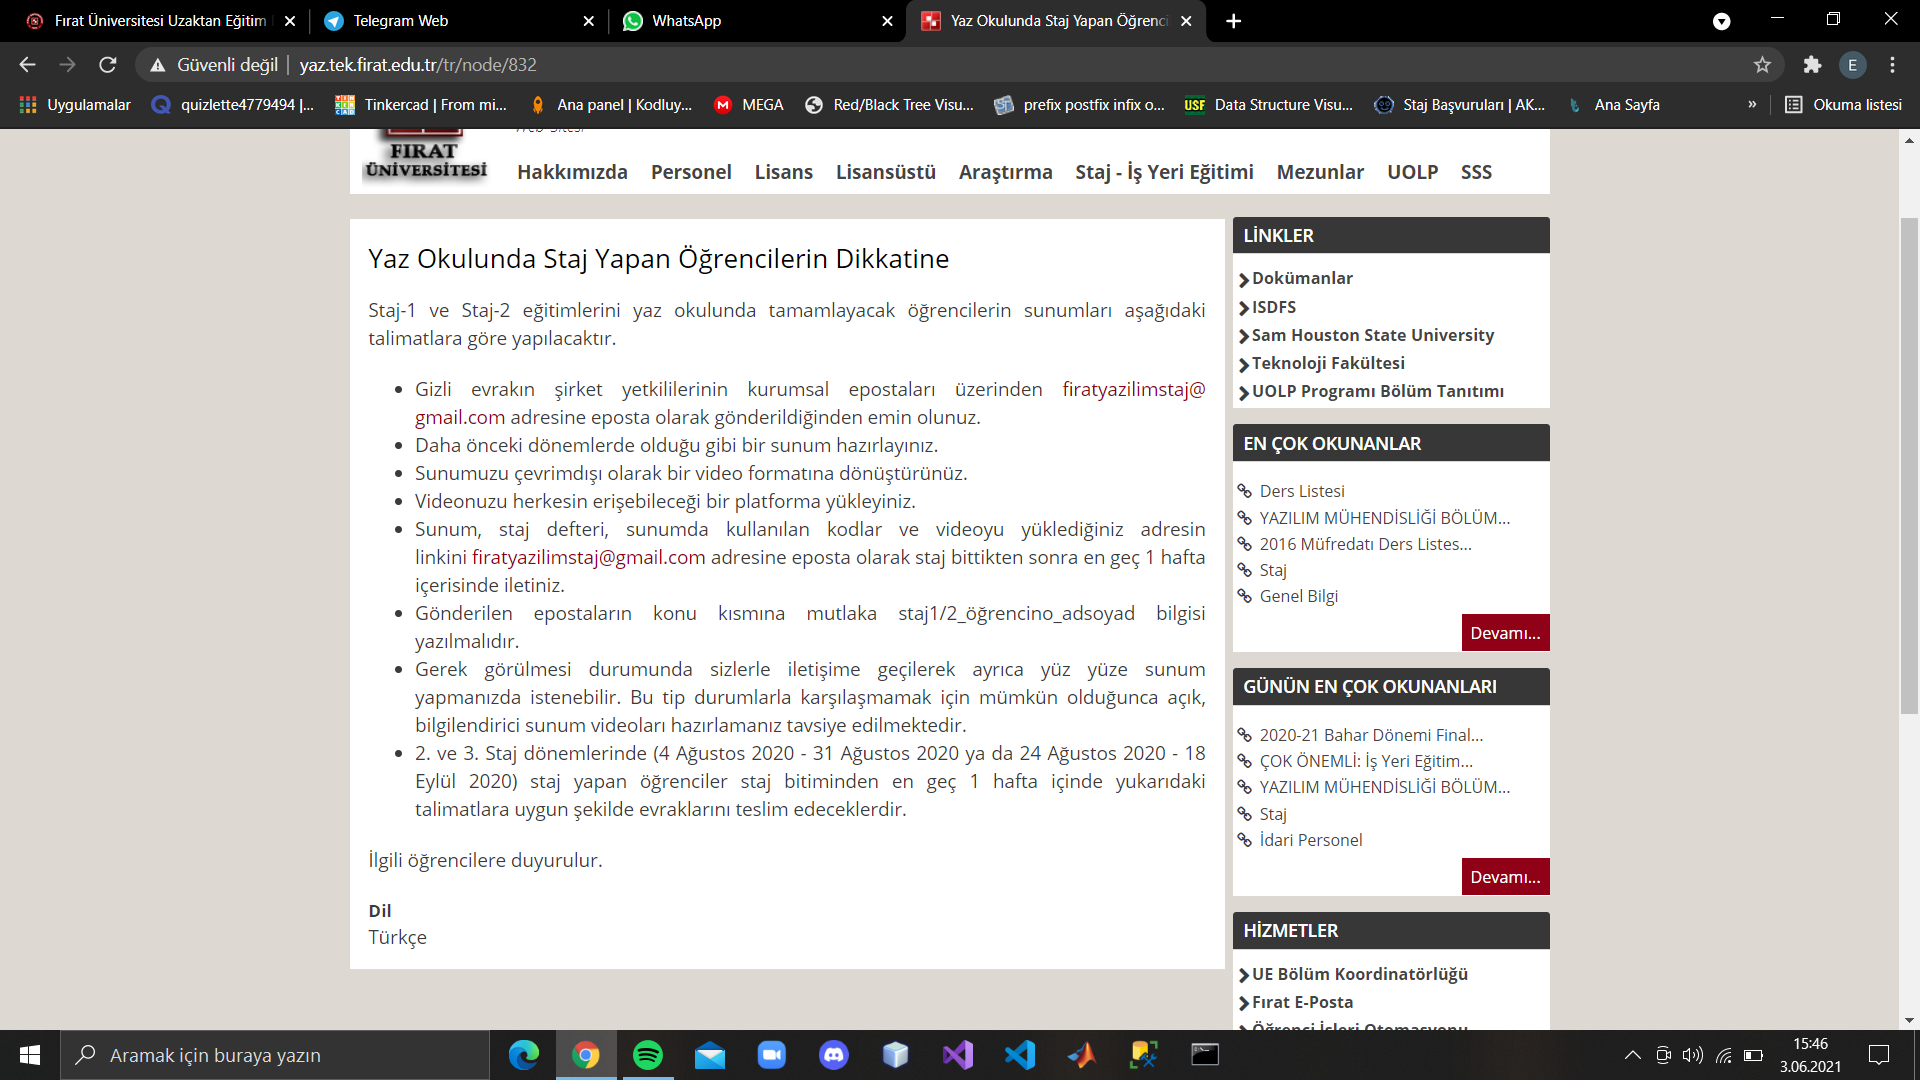 Fırat Üniversitesi Uzaktan Eğitim
Telegram Web
WhatsApp
Yaz Okulunda Staj Yapan Öğrenci
Güvenli değil
yaz.tek.firat.edu.tr/tr/node/832
E
Uygulamalar
quizlette4779494 |...
Tinkercad | From mi...
Ana panel | Kodluy...
MEGA
Red/Black Tree Visu...
prefix postfix infix o...
USF
Data Structure Visu...
Staj Başvuruları | AK...
Ana Sayfa
»
Okuma listesi
FIRAT
ÜNİVERSİTESİ
Web Sitesi
Hakkımızda Personel Lisans Lisansüstü Araştırma Staj - İş Yeri Eğitimi Mezunlar UOLP SSS
Yaz Okulunda Staj Yapan Öğrencilerin Dikkatine
Staj-1 ve Staj-2 eğitimlerini yaz okulunda tamamlayacak öğrencilerin sunumları aşağıdaki
talimatlara göre yapılacaktır.
• Gizli evrakın şirket yetkililerinin kurumsal epostaları üzerinden firatyazilimstaj@
gmail.com adresine eposta olarak gönderildiğinden emin olunuz.
• Daha önceki dönemlerde olduğu gibi bir sunum hazırlayınız.
• Sunumuzu çevrimdışı olarak bir video formatına dönüştürünüz.
• Videonuzu herkesin erişebileceği bir platforma yükleyiniz.
• Sunum, staj defteri, sunumda kullanılan kodlar ve videoyu yüklediğiniz adresin
linkini firatyazilimstaj@gmail.com adresine eposta olarak staj bittikten sonra en geç 1 hafta
içerisinde iletiniz.
• Gönderilen epostaların konu kısmına mutlaka staj1/2_öğrencino_adsoyad bilgisi
yazılmalıdır.
• Gerek görülmesi durumunda sizlerle iletişime geçilerek ayrıca yüz yüze sunum
yapmanızda istenebilir. Bu tip durumlarla karşılaşmamak için mümkün olduğunca açık,
bilgilendirici sunum videoları hazırlamanız tavsiye edilmektedir.
• 2. ve 3. Staj dönemlerinde (4 Ağustos 2020 - 31 Ağustos 2020 ya da 24 Ağustos 2020 - 18
Eylül 2020) staj yapan öğrenciler staj bitiminden en geç 1 hafta içinde yukarıdaki
talimatlara uygun şekilde evraklarını teslim edeceklerdir.
İlgili öğrencilere duyurulur.
Dil
Türkçe
LİNKLER
Dokümanlar
ISDFS
Sam Houston State University
Teknoloji Fakültesi
UOLP Programı Bölüm Tanıtımı
EN ÇOK OKUNANLAR
Ders Listesi
YAZILIM MÜHENDİSLİĞİ BÖLÜM...
2016 Müfredatı Ders Listes...
Staj
Genel Bilgi
Devamı...
GÜNÜN EN ÇOK OKUNANLARI
2020-21 Bahar Dönemi Final...
ÇOK ÖNEMLİ: İş Yeri Eğitim...
YAZILIM MÜHENDİSLİĞİ BÖLÜM...
Staj
İdari Personel
Devamı...
HİZMETLER
UE Bölüm Koordinatörlüğü
Fırat E-Posta
Öğrenci İşleri Otomasyonu
Aramak için buraya yazın
15:46
3.06.2021